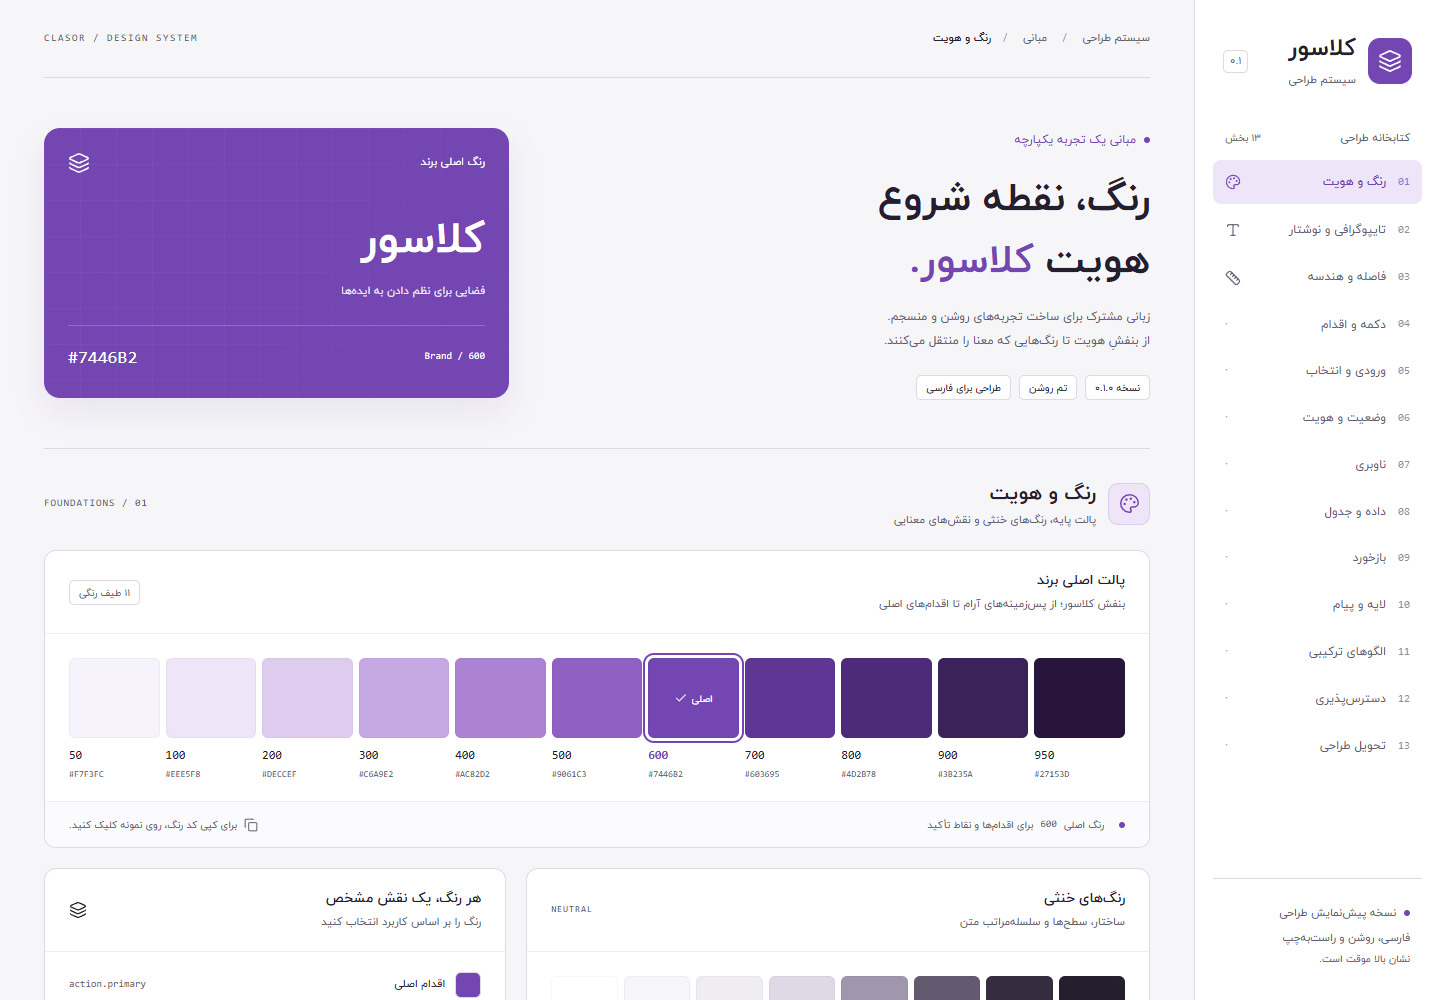 کلاسور
سیستم طراحی
۰.۱
کتابخانه طراحی
۱۳ بخش
01 رنگ و هویت
02 تایپوگرافی و نوشتار
03 فاصله و هندسه
04 دکمه و اقدام
05 ورودی و انتخاب
06 وضعیت و هویت
07 ناوبری
08 داده و جدول
09 بازخورد
10 لایه و پیام
11 الگوهای ترکیبی
12 دسترس‌پذیری
13 تحویل طراحی
نسخه پیش‌نمایش طراحی
فارسی، روشن و راست‌به‌چپ
نشان بالا موقت است.
سیستم طراحی / مبانی / رنگ و هویت
CLASOR / DESIGN SYSTEM
مبانی یک تجربه یکپارچه
رنگ، نقطه شروع
هویت کلاسور.
زبانی مشترک برای ساخت تجربه‌های روشن و منسجم.
از بنفشِ هویت تا رنگ‌هایی که معنا را منتقل می‌کنند.
نسخه ۰.۱.۰
تم روشن
طراحی برای فارسی
رنگ اصلی برند
کلاسور
فضایی برای نظم دادن به ایده‌ها
Brand / 600
#7446B2
رنگ و هویت
پالت پایه، رنگ‌های خنثی و نقش‌های معنایی
FOUNDATIONS / 01
پالت اصلی برند
بنفش کلاسور؛ از پس‌زمینه‌های آرام تا اقدام‌های اصلی
۱۱ طیف رنگی
اصلی
50 100 200 300 400 500 600 700 800 900 950
#F7F3FC #EEE5F8 #DECCEF #C6A9E2 #AC82D2 #9061C3 #7446B2 #603695 #4D2B78 #3B235A #27153D
رنگ اصلی 600 برای اقدام‌ها و نقاط تأکید
برای کپی کد رنگ، روی نمونه کلیک کنید.
رنگ‌های خنثی
ساختار، سطح‌ها و سلسله‌مراتب متن
NEUTRAL
هر رنگ، یک نقش مشخص
رنگ را بر اساس کاربرد انتخاب کنید
اقدام اصلی
action.primary